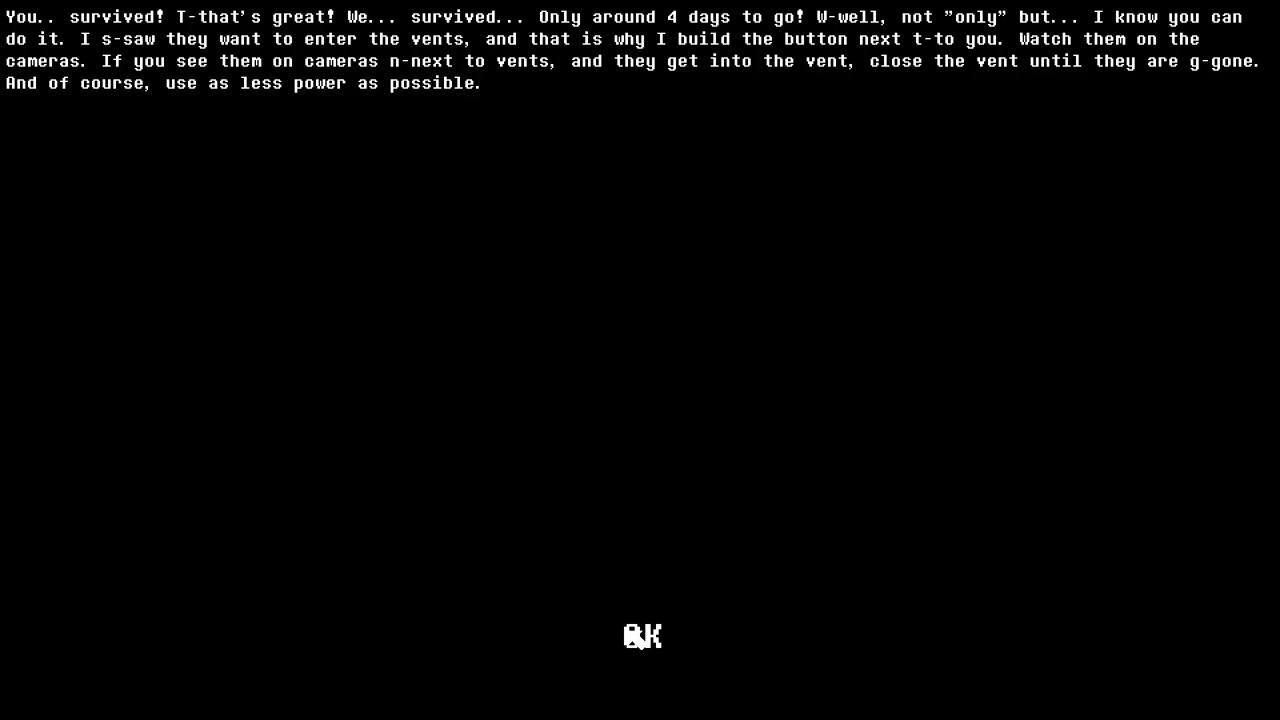 You.. survived! T-that's great! We... survived... Only around 4 days to go! W-well, not "only" but... I know you can
do it. I s-saw they want to enter the vents, and that is why I build the button next t-to you. Watch them on the
cameras. If you see them on cameras n-next to vents, and they get into the vent, close the vent until they are g-gone.
And of course, use as less power as possible.
OK